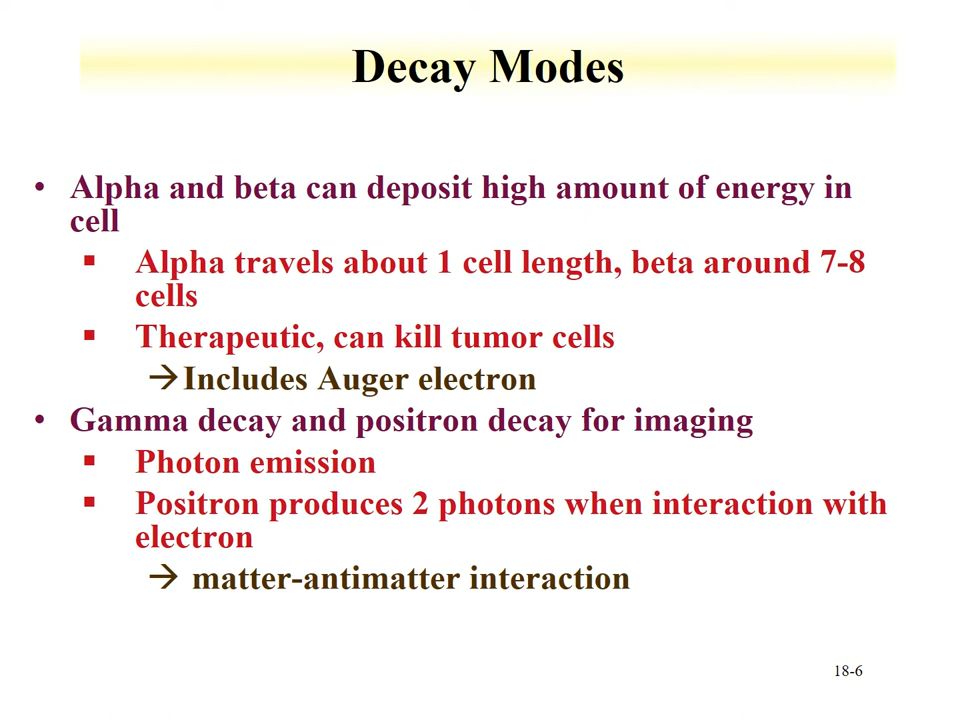 Decay Modes
• Alpha and beta can deposit high amount of energy in
cell
▪ Alpha travels about 1 cell length, beta around 7-8
cells
▪ Therapeutic, can kill tumor cells
→Includes Auger electron
• Gamma decay and positron decay for imaging
▪ Photon emission
▪ Positron produces 2 photons when interaction with
electron
→ matter-antimatter interaction
18-6